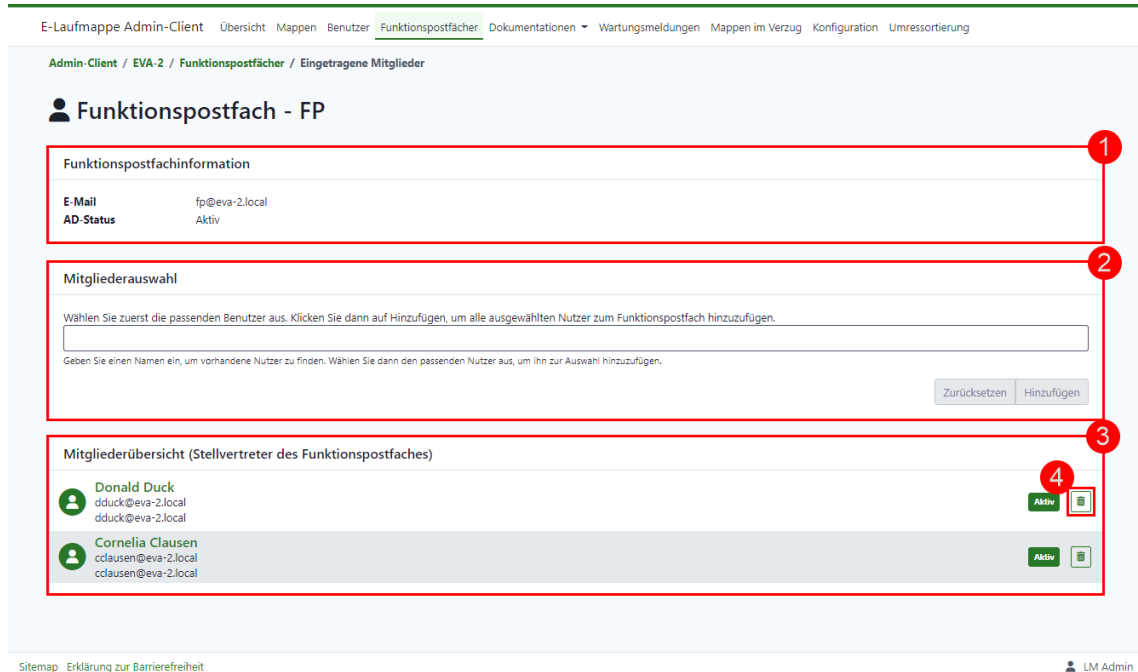 E-Laufmappe Admin-Client Übersicht Mappen Benutzer Funktionspostfächer Dokumentationen Wartungsmeldungen Mappen im Verzug Konfiguration Umressortierung
Admin-Client / EVA-2 / Funktionspostfächer / Eingetragene Mitglieder
Funktionspostfach - FP
1
Funktionspostfachinformation
E-Mail fp@eva-2.local
AD-Status Aktiv
2
Mitgliederauswahl
Wählen Sie zuerst die passenden Benutzer aus. Klicken Sie dann auf Hinzufügen, um alle ausgewählten Nutzer zum Funktionspostfach hinzuzufügen.
Geben Sie einen Namen ein, um vorhandene Nutzer zu finden. Wählen Sie dann den passenden Nutzer aus, um ihn zur Auswahl hinzuzufügen.
Zurücksetzen Hinzufügen
3
Mitgliederübersicht (Stellvertreter des Funktionspostfaches)
4
Donald Duck
dduck@eva-2.local Aktiv
dduck@eva-2.local
Cornelia Clausen
cclausen@eva-2.local Aktiv
cclausen@eva-2.local
Sitemap Erklärung zur Barrierefreiheit LM Admin